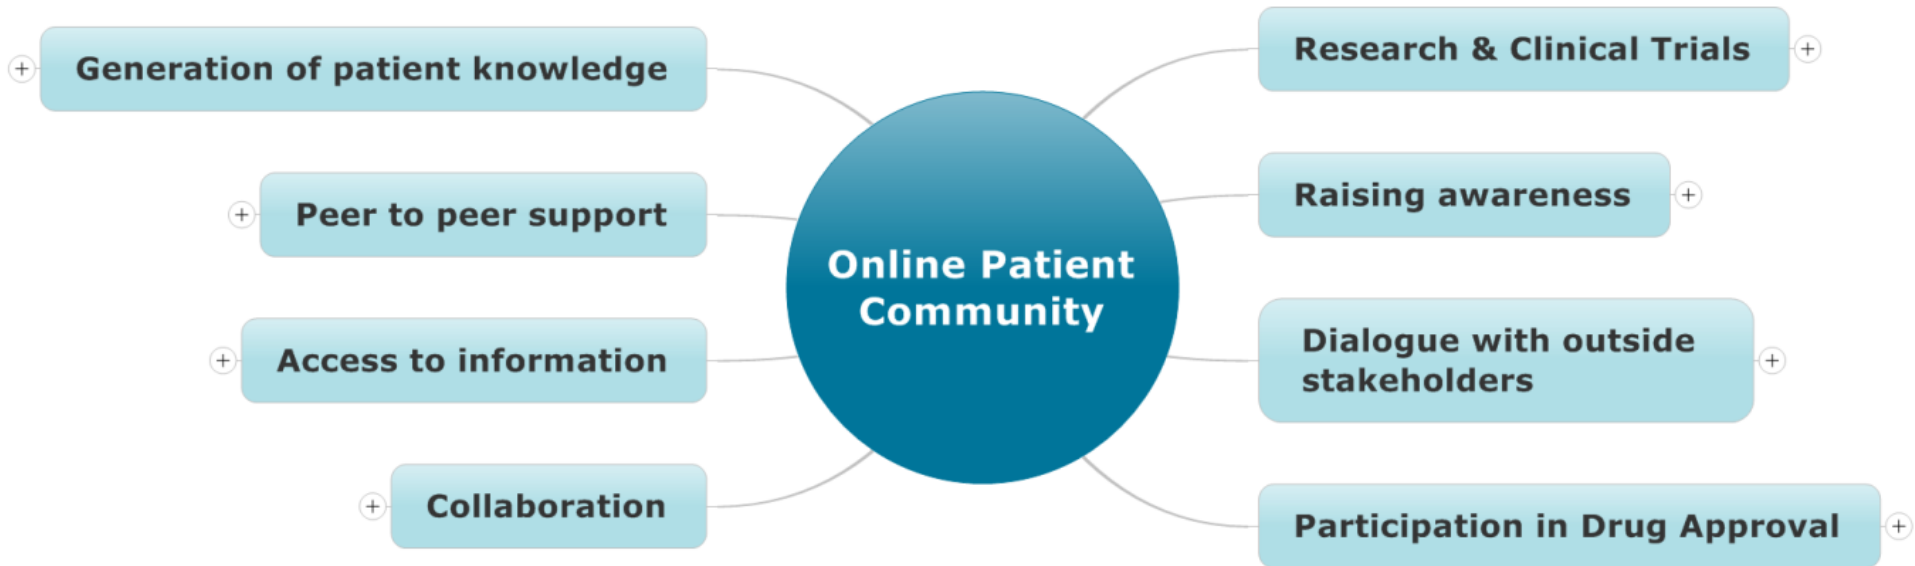 Generation of patient knowledge
Peer to peer support
Access to information
Collaboration
Online Patient
Community
Research & Clinical Trials
Raising awareness
Dialogue with outside
stakeholders
Participation in Drug Approval